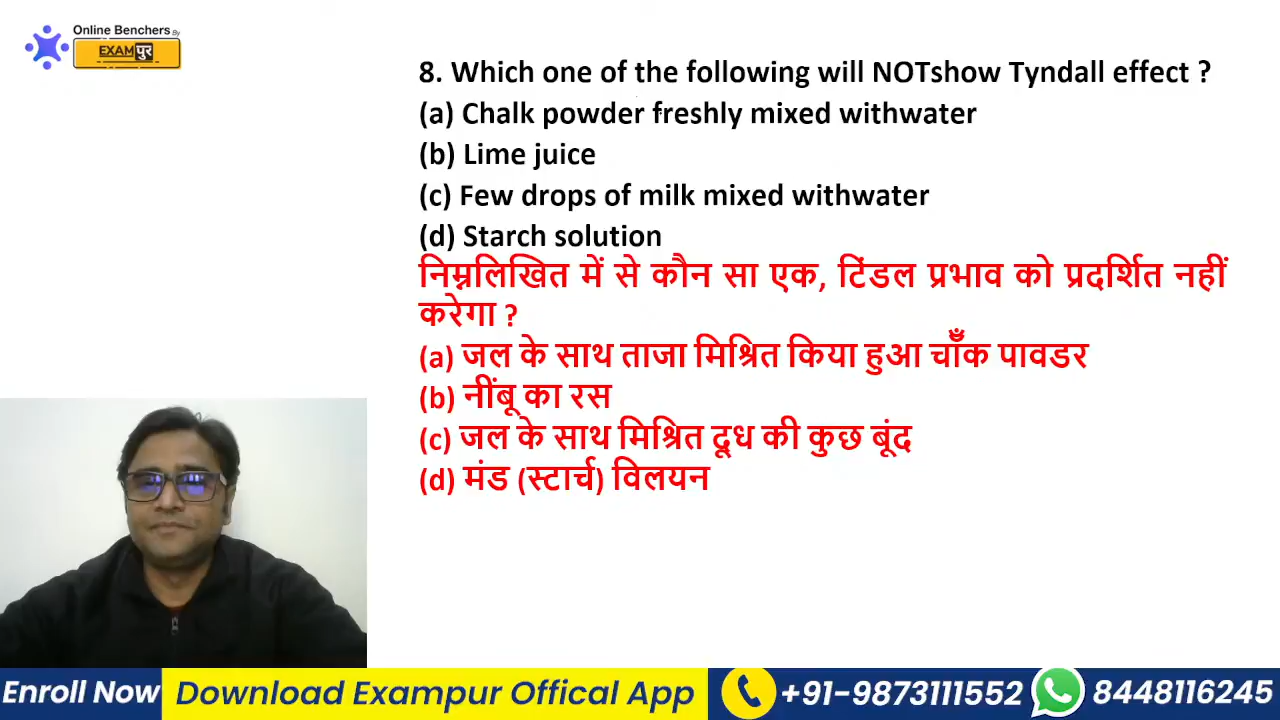 Online Benchers By
EXAMপুर
8. Which one of the following will NOTshow Tyndall effect ?
(a) Chalk powder freshly mixed withwater
(b) Lime juice
(c) Few drops of milk mixed withwater
(d) Starch solution
निम्नलिखित में से कौन सा एक, टिंडल प्रभाव को प्रदर्शित नहीं
करेगा ?
(a) जल के साथ ताजा मिश्रित किया हुआ चाॅँक पावडर
(b) नींबू का रस
(c) जल के साथ मिश्रित दूध की कुछ बूंद
(d) मंड (स्टार्च) विलयन
Enroll Now Download Exampur Offical App +91-9873111552 8448116245